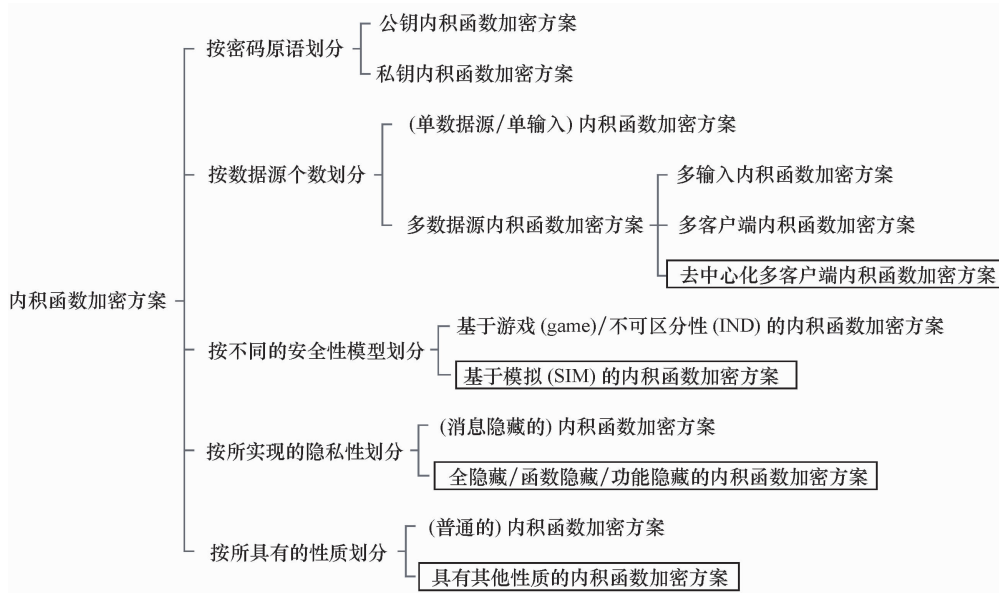 内积函数加密方案
按密码原语划分
公钥内积函数加密方案
私钥内积函数加密方案
按数据源个数划分
(单数据源/单输入) 内积函数加密方案
多数据源内积函数加密方案
多输入内积函数加密方案
多客户端内积函数加密方案
去中心化多客户端内积函数加密方案
按不同的安全性模型划分
基于游戏 (game)/不可区分性 (IND) 的内积函数加密方案
基于模拟 (SIM) 的内积函数加密方案
按所实现的隐私性划分
(消息隐藏的) 内积函数加密方案
全隐藏/函数隐藏/功能隐藏的内积函数加密方案
按所具有的性质划分
(普通的) 内积函数加密方案
具有其他性质的内积函数加密方案